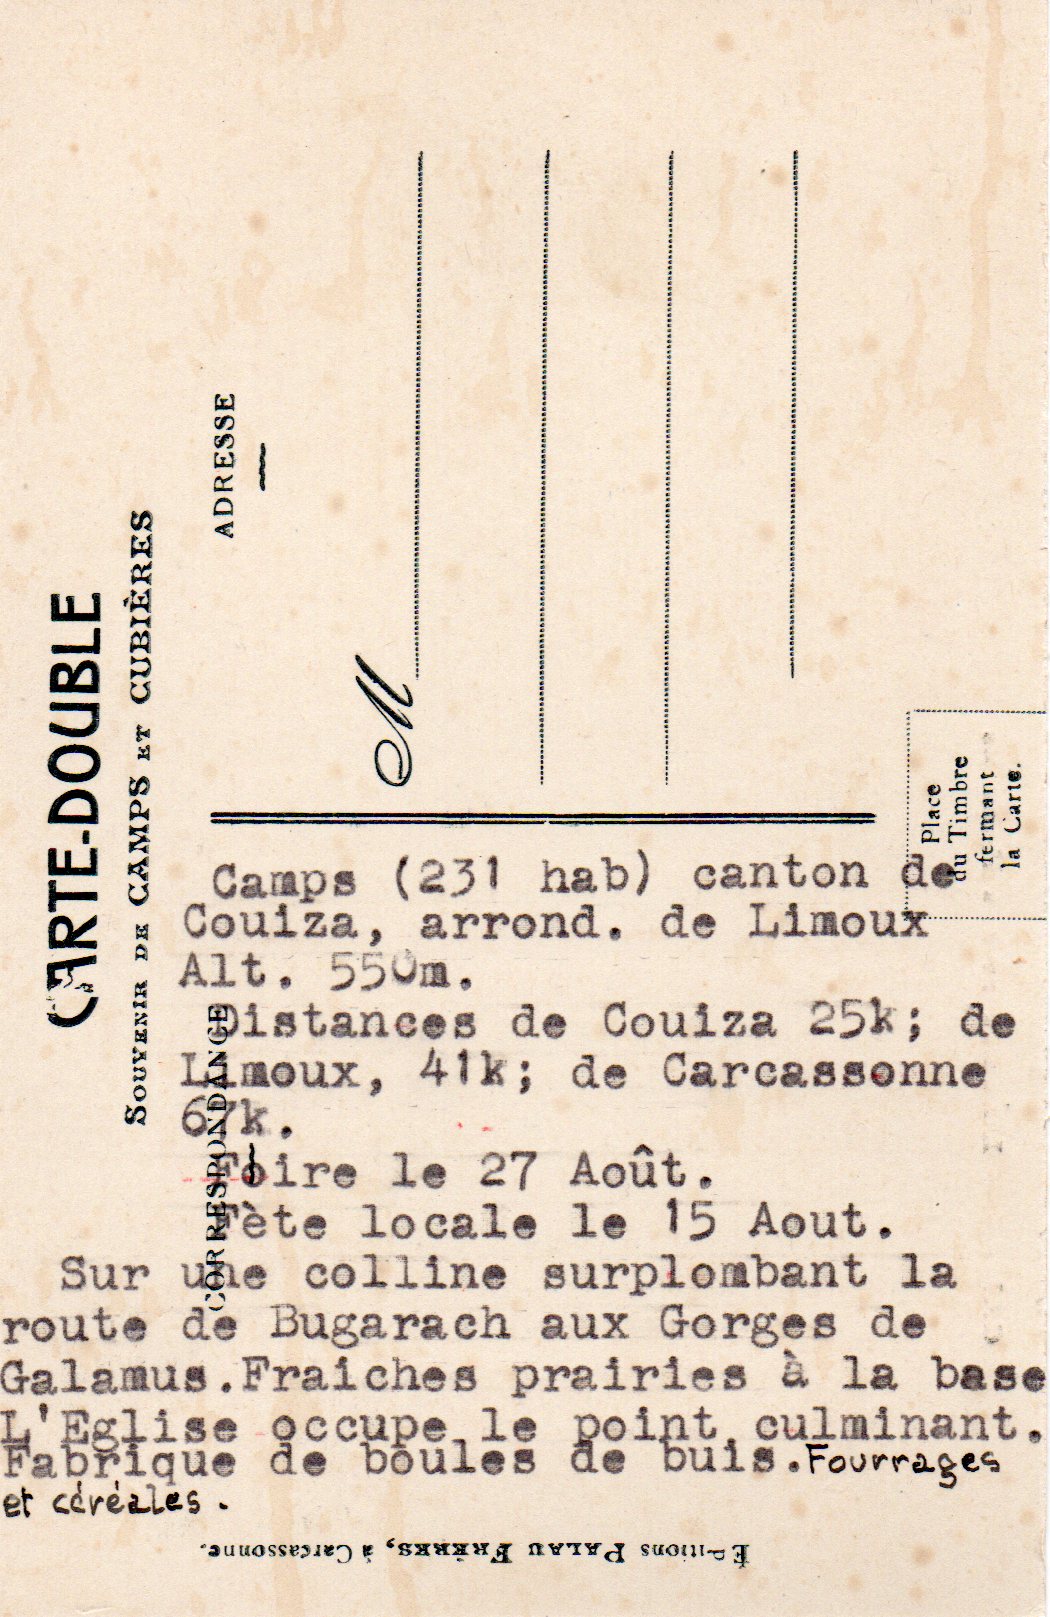 CARTE-DOUBLE
SOUVENIR DE CAMPS ET CUBIÈRES
CORRESPONDANCE
ADRESSE
M
Place
du Timbre
fermant
la Carte.
Camps (231 hab) canton de
Couiza, arrond. de Limoux
Alt. 550m.
Distances de Couiza 25k; de
Limoux, 41k; de Carcassonne
67k.
Foire le 27 Août.
Fète locale le 15 Aout.
Sur une colline surplombant la
route de Bugarach aux Gorges de
Galamus.Fraiches prairies à la base
L'Eglise occupe le point culminant.
Fabrique de boules de buis.Fourrages
et céréales.
Éditions PALAU FRÈRES, à Carcassonne.